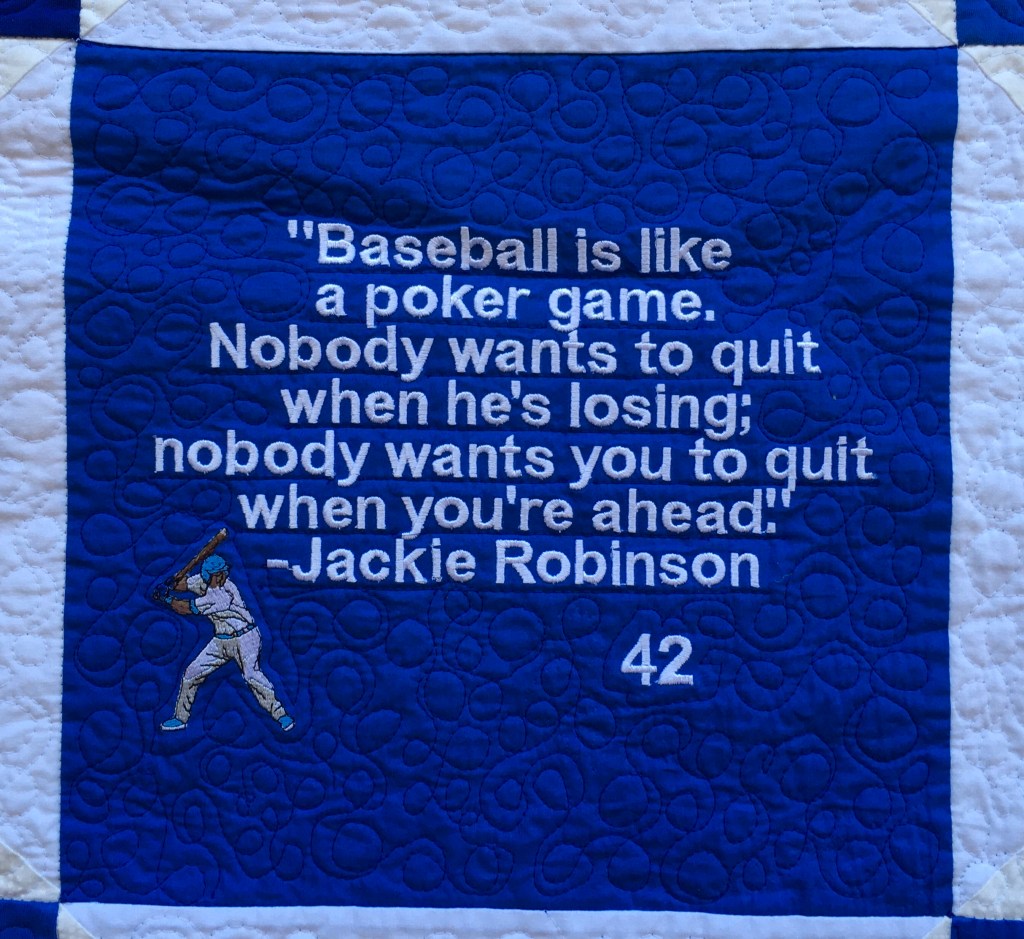 "Baseball is like
a poker game.
Nobody wants to quit
when he's losing;
nobody wants you to quit
when you're ahead."
-Jackie Robinson
42